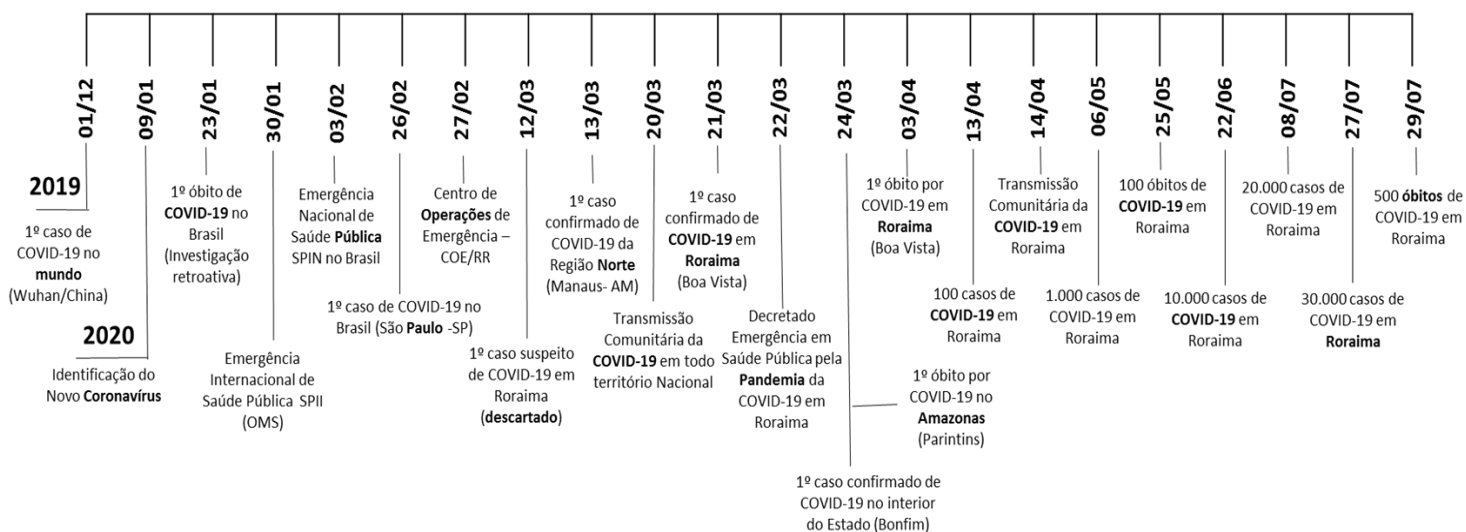 01/12
09/01
23/01
30/01
03/02
26/02
27/02
12/03
13/03
20/03
21/03
22/03
24/03
03/04
13/04
14/04
06/05
25/05
22/06
08/07
27/07
29/07
2019
1º caso de
COVID-19 no
mundo
(Wuhan/China)
2020
Identificação do
Novo Coronavírus
1º óbito de
COVID-19 no
Brasil
(Investigação
retroativa)
Emergência
Internacional de
Saúde Pública SPII
(OMS)
Emergência
Nacional de
Saúde Pública
SPIN no Brasil
1º caso de COVID-19 no
Brasil (São Paulo -SP)
Centro de
Operações de
Emergência –
COE/RR
1º caso suspeito
de COVID-19 em
Roraima
(descartado)
1º caso
confirmado de
COVID-19 da
Região Norte
(Manaus- AM)
Transmissão
Comunitária da
COVID-19 em todo
território Nacional
1º caso
confirmado de
COVID-19 em
Roraima
(Boa Vista)
Decretado
Emergência em
Saúde Pública pela
Pandemia da
COVID-19 em
Roraima
1º caso confirmado de
COVID-19 no interior
do Estado (Bonfim)
1º óbito por
COVID-19 no
Amazonas
(Parintins)
1º óbito por
COVID-19 em
Roraima
(Boa Vista)
100 casos de
COVID-19 em
Roraima
Transmissão
Comunitária da
COVID-19 em
Roraima
1.000 casos de
COVID-19 em
Roraima
100 óbitos de
COVID-19 em
Roraima
10.000 casos de
COVID-19 em
Roraima
20.000 casos de
COVID-19 em
Roraima
30.000 casos de
COVID-19 em
Roraima
500 óbitos de
COVID-19 em
Roraima